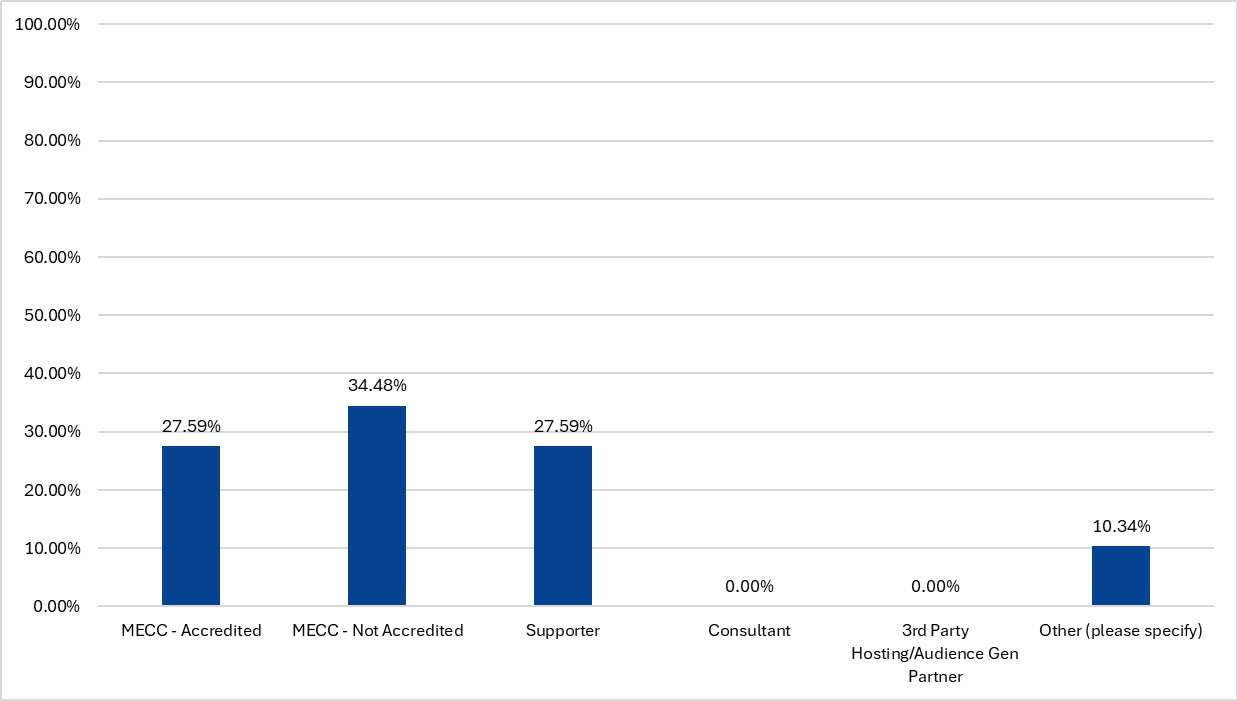 100.00%
90.00%
80.00%
70.00%
60.00%
50.00%
40.00%
30.00%
20.00%
10.00%
0.00%
27.59%
34.48%
27.59%
0.00%
0.00%
10.34%
MECC - Accredited
MECC - Not Accredited
Supporter
Consultant
3rd Party
Hosting/Audience Gen
Partner
Other (please specify)